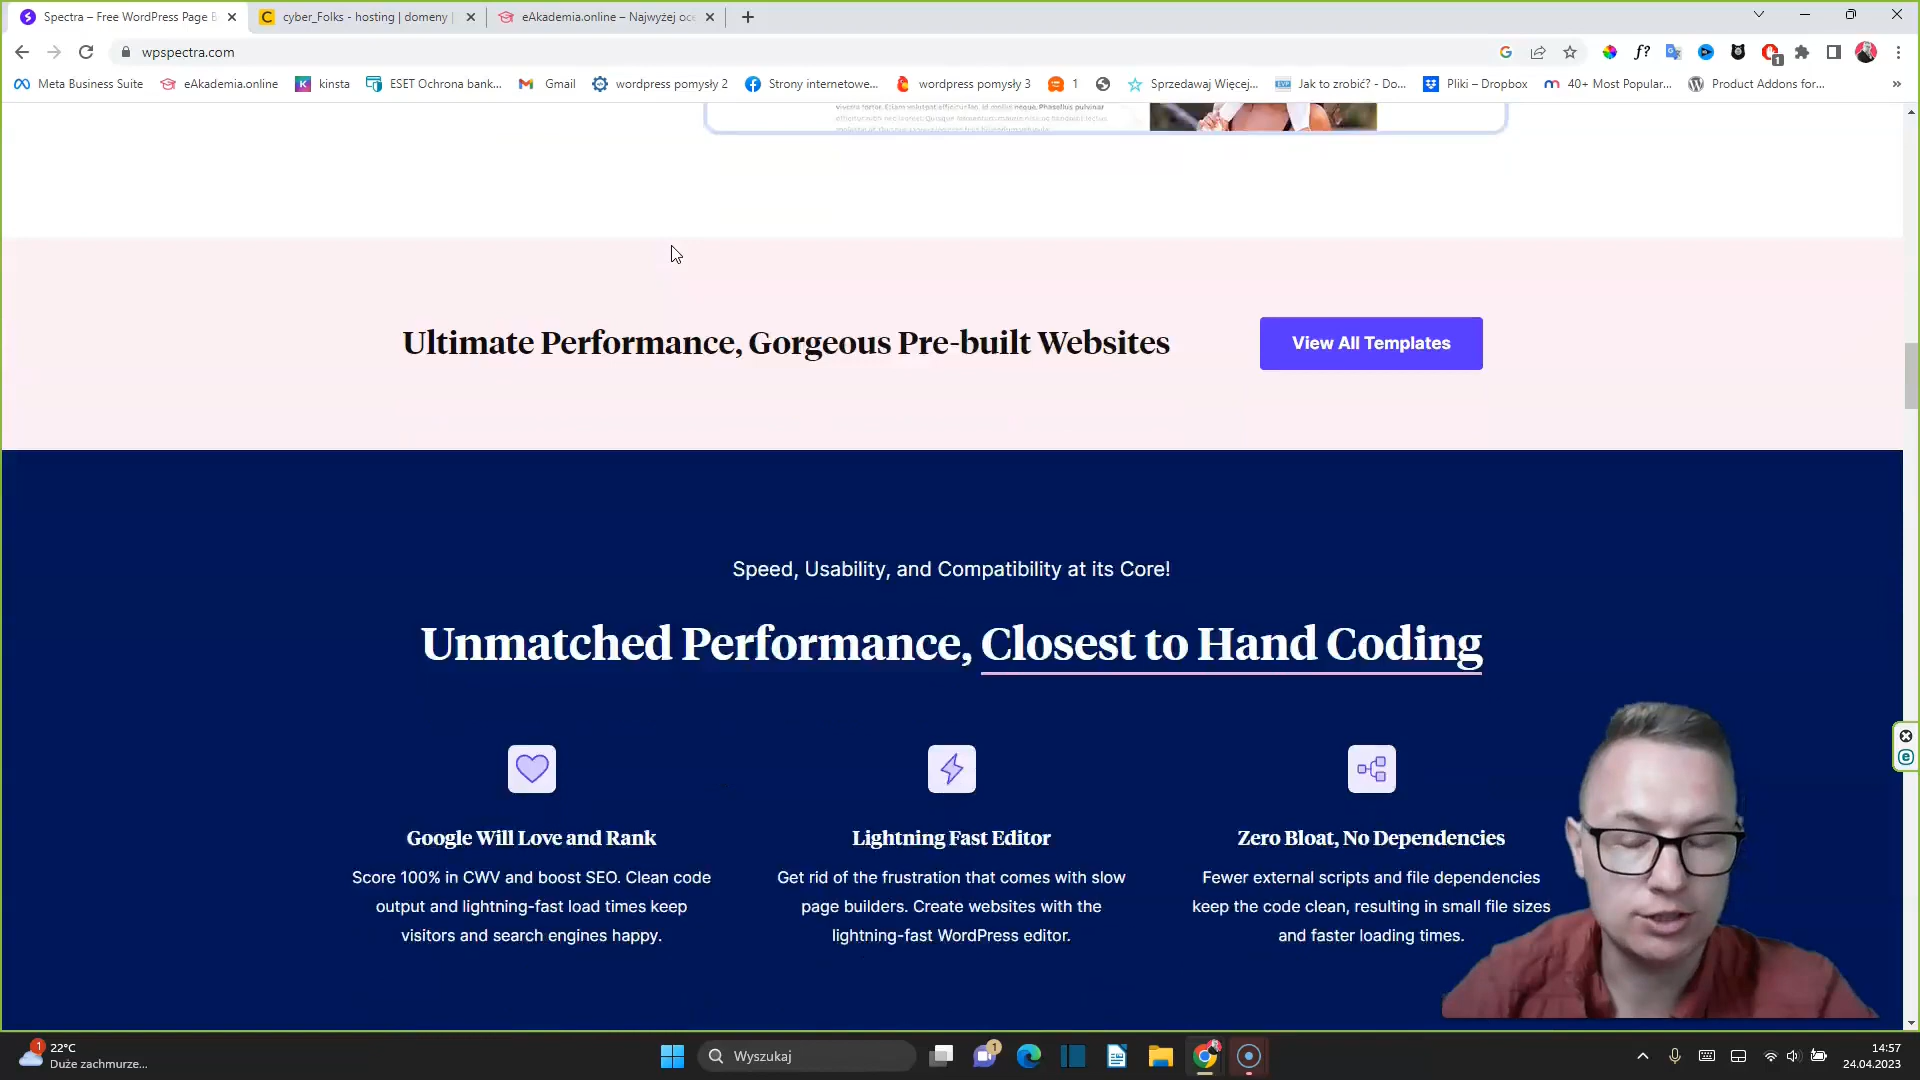 Spectra – Free WordPress Page B
cyber_Folks - hosting | domeny |
eAkademia.online – Najwyżej oce
wpspectra.com
f?
1
Meta Business Suite
eAkademia.online
kinsta
ESET Ochrona bank...
Gmail
wordpress pomysły 2
Strony internetowe...
wordpress pomysły 3
1
Sprzedawaj Więcej...
Jak to zrobić? - Do...
Pliki – Dropbox
40+ Most Popular...
Product Addons for...
Ultimate Performance, Gorgeous Pre-built Websites
View All Templates
Speed, Usability, and Compatibility at its Core!
Unmatched Performance, Closest to Hand Coding
Google Will Love and Rank
Score 100% in CWV and boost SEO. Clean code
output and lightning-fast load times keep
visitors and search engines happy.
Lightning Fast Editor
Get rid of the frustration that comes with slow
page builders. Create websites with the
lightning-fast WordPress editor.
Zero Bloat, No Dependencies
Fewer external scripts and file dependencies
keep the code clean, resulting in small file sizes
and faster loading times.
1
22°C
Duże zachmurze...
Wyszukaj
1
14:57
24.04.2023